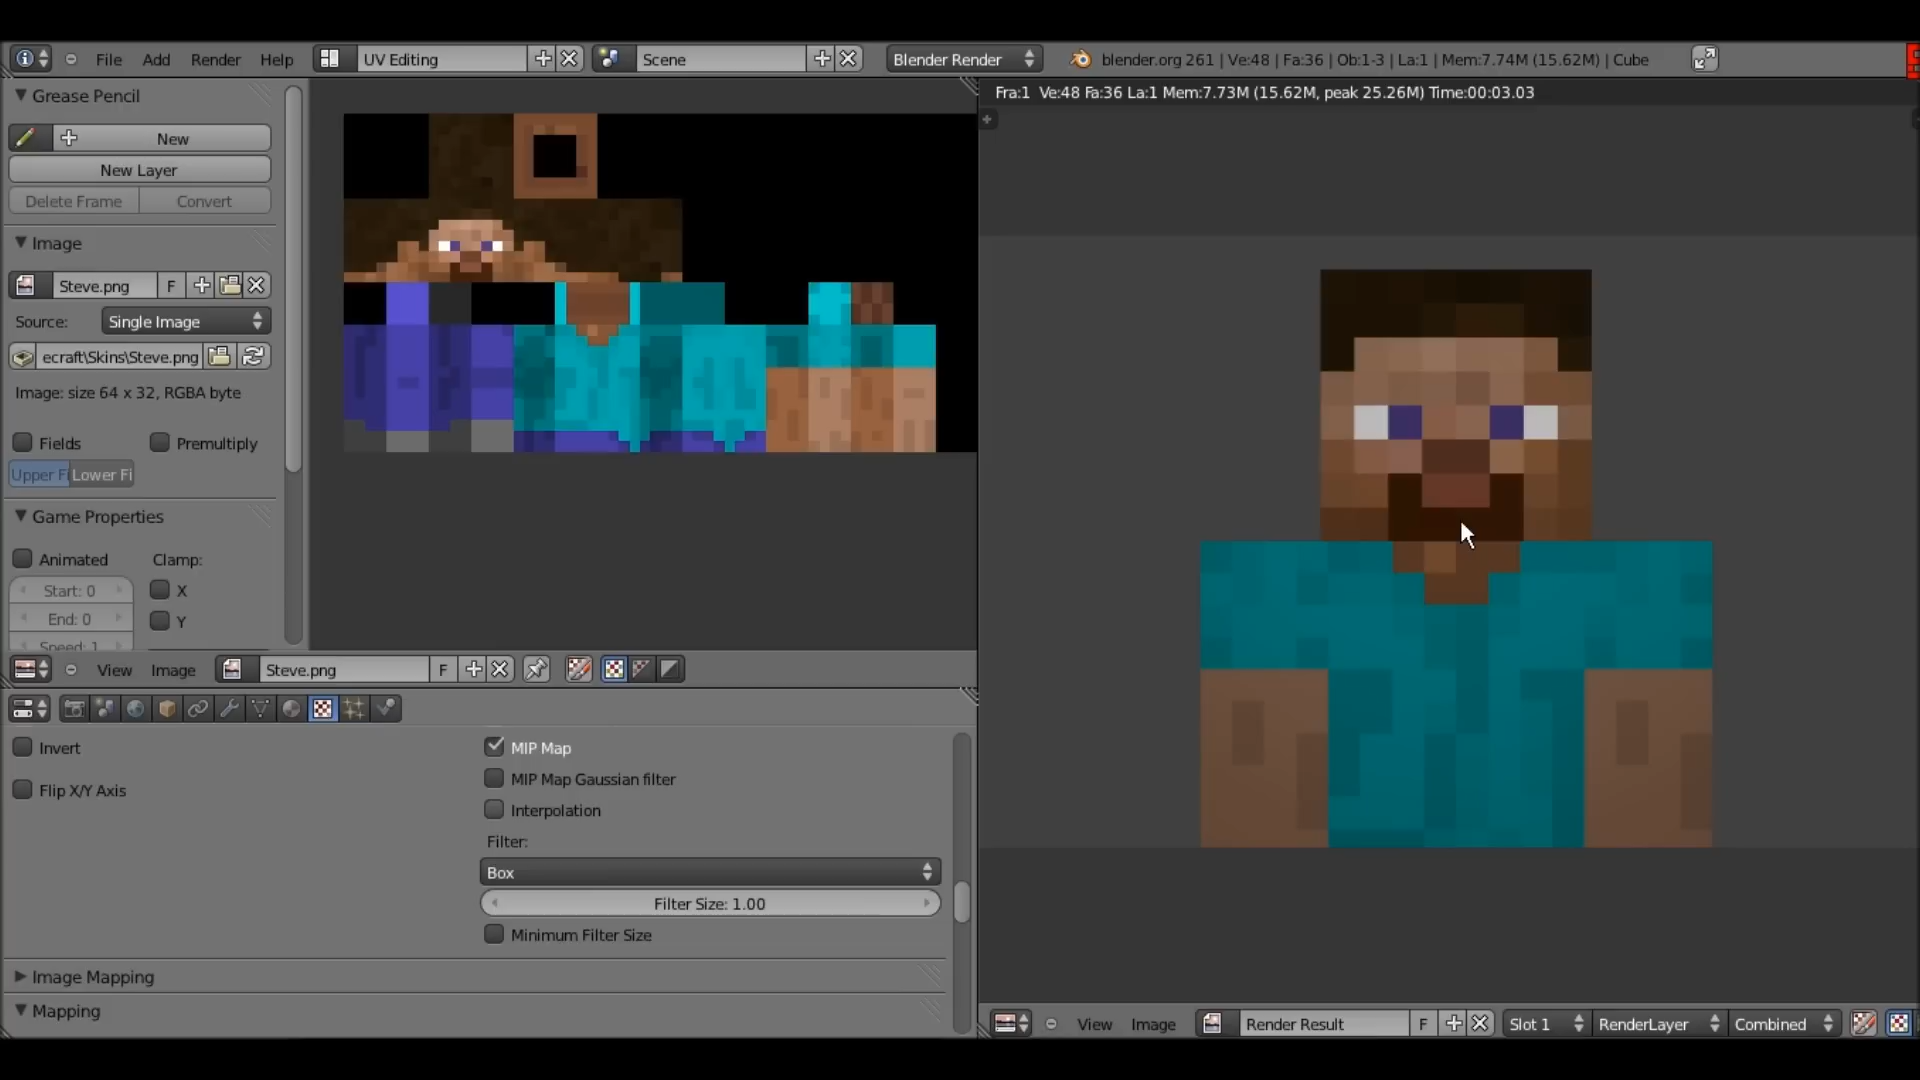 File Add Render Help UV Editing Scene Blender Render blender.org 261 | Ve:48 | Fa:36 | Ob:1-3 | La:1 | Mem:7.74M (15.62M) | Cube
Grease Pencil
New
New Layer
Delete Frame Convert
Image
Steve.png F
Source: Single Image
ecraft\Skins\Steve.png
Image: size 64 x 32, RGBA byte
Fields Premultiply
Upper Fi Lower Fi
Game Properties
Animated Clamp:
Start: 0 X
End: 0 Y
Speed: 1
View Image Steve.png F
Invert
Flip X/Y Axis
MIP Map
MIP Map Gaussian filter
Interpolation
Filter:
Box
Filter Size: 1.00
Minimum Filter Size
Image Mapping
Mapping
Fra:1 Ve:48 Fa:36 La:1 Mem:7.73M (15.62M, peak 25.26M) Time:00:03.03
View Image Render Result F Slot 1 RenderLayer Combined